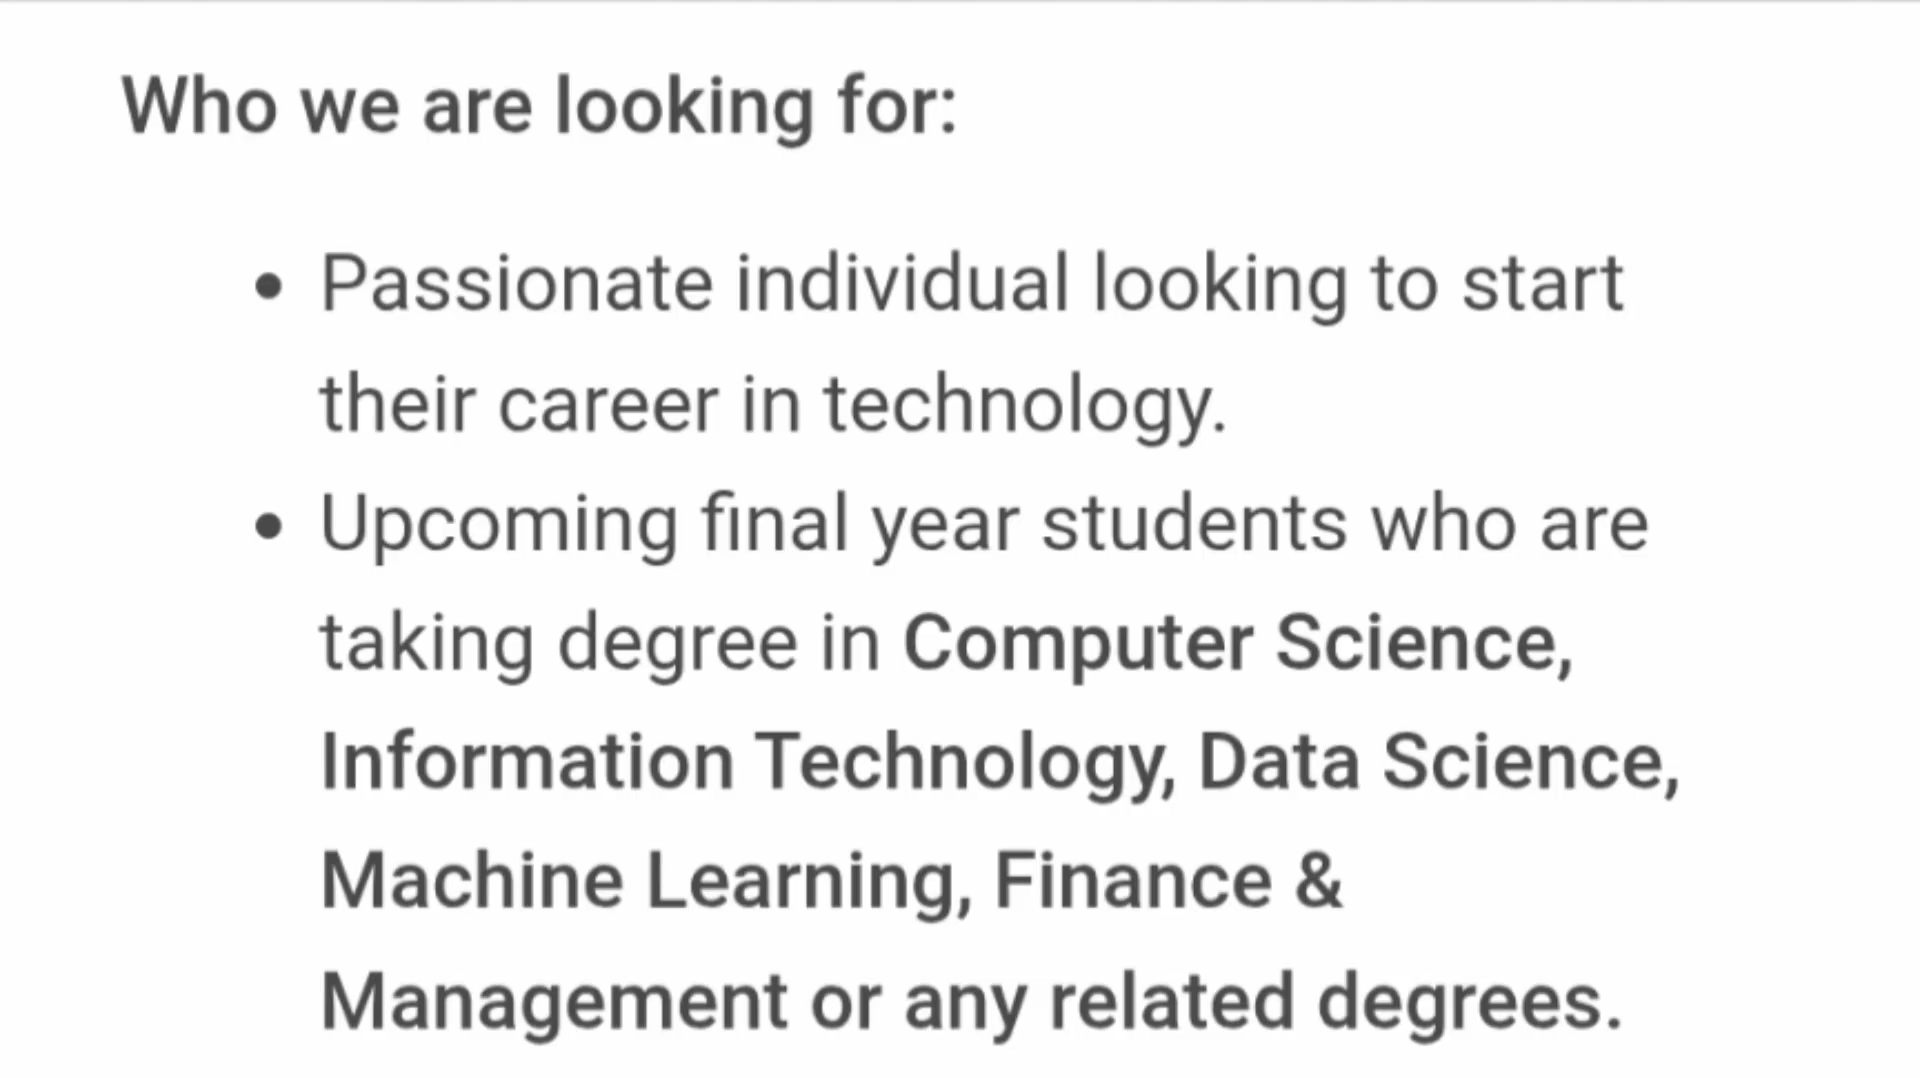 Who we are looking for:
• Passionate individual looking to start
their career in technology.
• Upcoming final year students who are
taking degree in Computer Science,
Information Technology, Data Science,
Machine Learning, Finance &
Management or any related degrees.